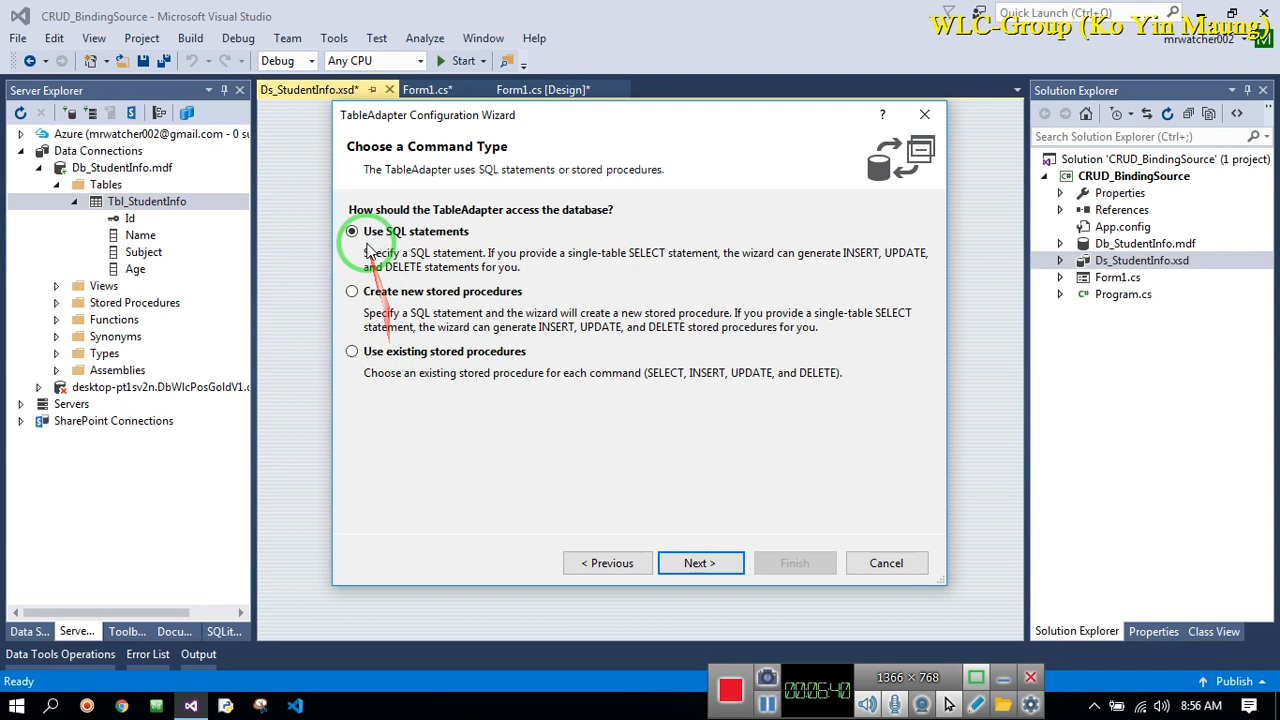 CRUD_BindingSource - Microsoft Visual Studio
Quick Launch (Ctrl+;)
WLC-Group (Ko Yin Maung)
File Edit View Project Build Debug Team Tools Test Analyze Window Help
mrwatcher002
M
Debug Any CPU Start
Server Explorer
Azure (mrwatcher002@gmail.com - 0 su
Data Connections
Db_StudentInfo.mdf
Tables
Tbl_StudentInfo
Id
Name
Subject
Age
Views
Stored Procedures
Functions
Synonyms
Types
Assemblies
desktop-pt1sv2n.DbWlcPosGoldV1.c
Servers
SharePoint Connections
Data S... Serve... Toolb... Docu... SQLit...
Ds_StudentInfo.xsd* Form1.cs* Form1.cs [Design]*
TableAdapter Configuration Wizard
Choose a Command Type
The TableAdapter uses SQL statements or stored procedures.
How should the TableAdapter access the database?
Use SQL statements
Specify a SQL statement. If you provide a single-table SELECT statement, the wizard can generate INSERT, UPDATE,
and DELETE statements for you.
Create new stored procedures
Specify a SQL statement and the wizard will create a new stored procedure. If you provide a single-table SELECT
statement, the wizard can generate INSERT, UPDATE, and DELETE stored procedures for you.
Use existing stored procedures
Choose an existing stored procedure for each command (SELECT, INSERT, UPDATE, and DELETE).
< Previous Next > Finish Cancel
Solution Explorer
Search Solution Explorer (Ctrl+;)
Solution 'CRUD_BindingSource' (1 project)
CRUD_BindingSource
Properties
References
App.config
Db_StudentInfo.mdf
Ds_StudentInfo.xsd
Form1.cs
Program.cs
Solution Explorer Properties Class View
Data Tools Operations Error List Output
Ready
Publish
00:06:40
1366 × 768
8:56 AM